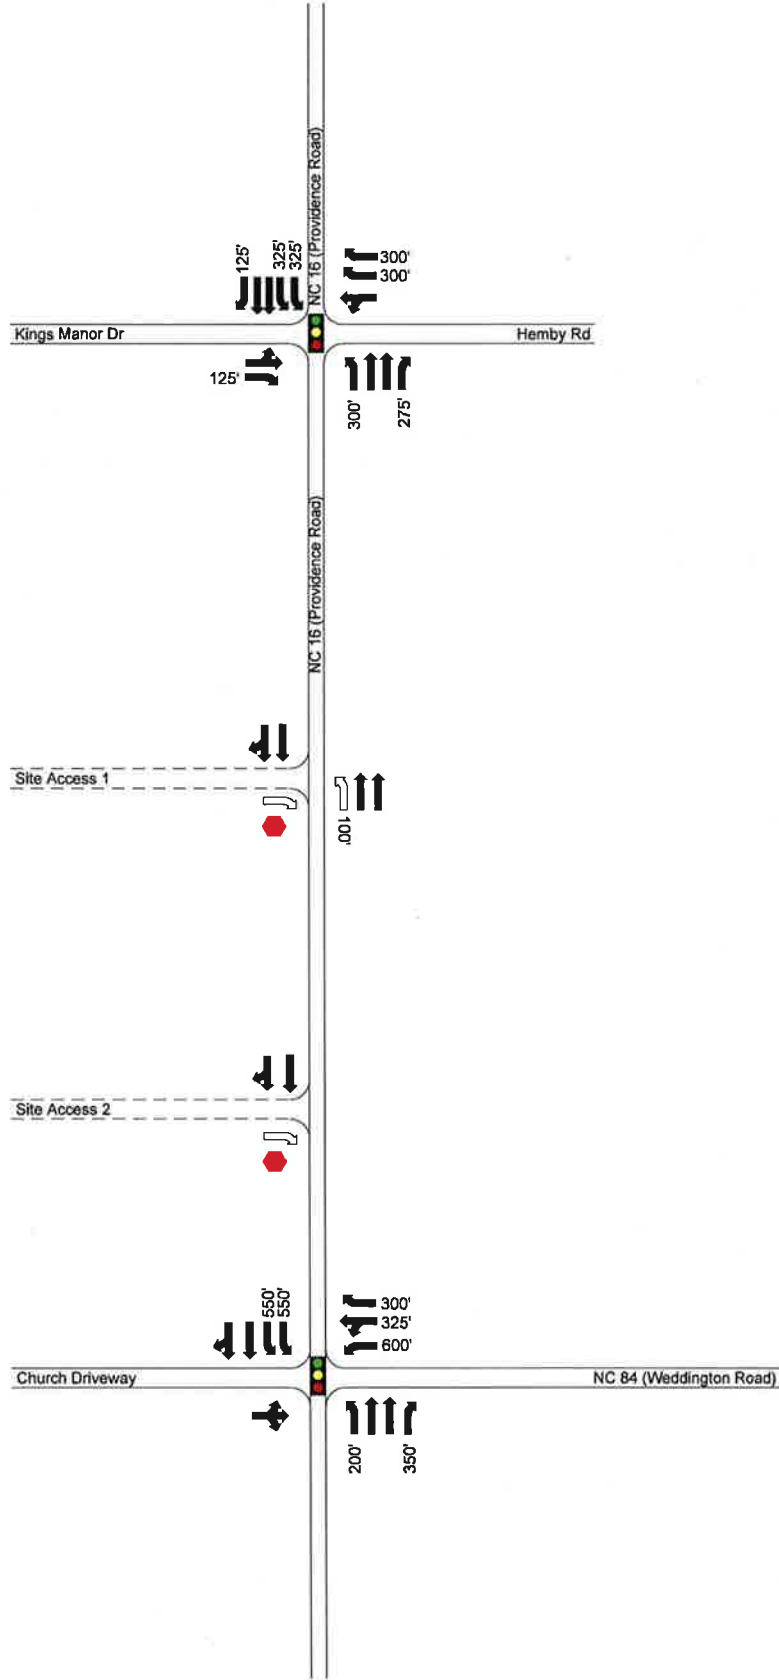 NC 16 (Providence Road)
125'
325'
325'
300'
300'
Kings Manor Dr
Hemby Rd
125'
300'
275'
NC 16 (Providence Road)
Site Access 1
100'
Site Access 2
550'
550'
300'
325'
600'
Church Driveway
NC 84 (Weddington Road)
200'
350'